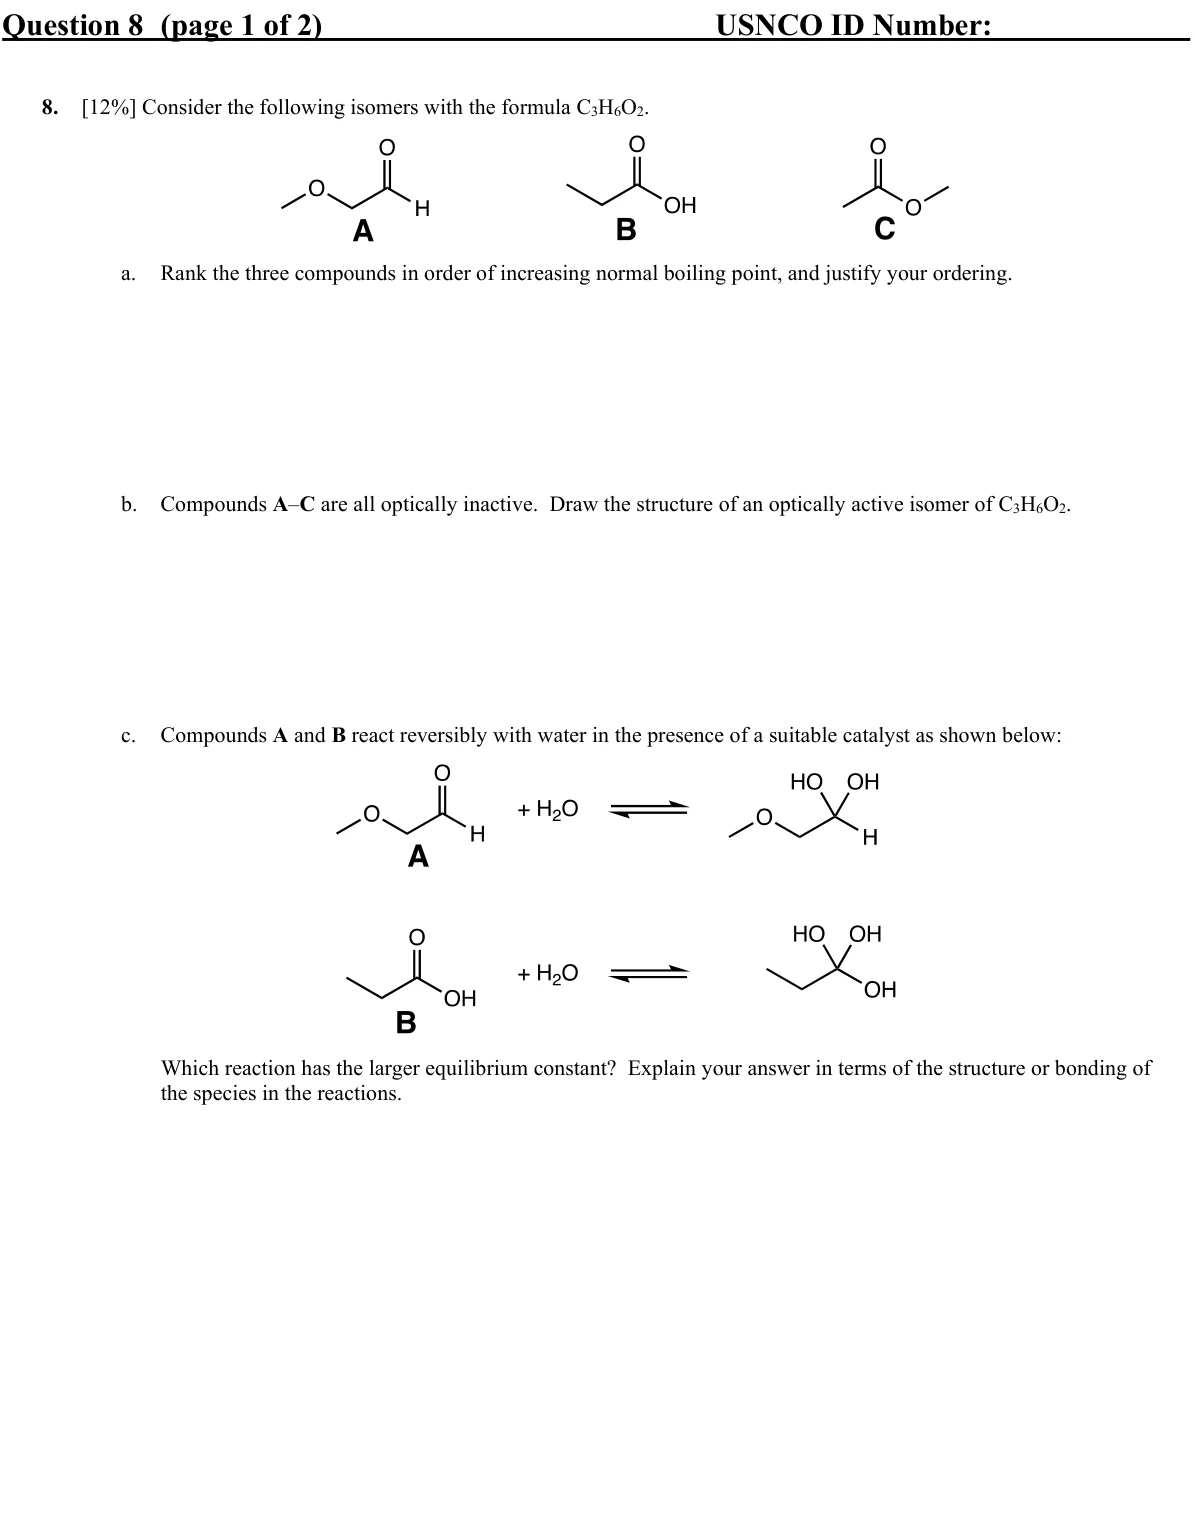 Question 8 (page 1 of 2) USNCO ID Number:
8. [12%] Consider the following isomers with the formula C₃H₆O₂.
O O O
O H OH O
A B C
a. Rank the three compounds in order of increasing normal boiling point, and justify your ordering.
b. Compounds A–C are all optically inactive. Draw the structure of an optically active isomer of C₃H₆O₂.
c. Compounds A and B react reversibly with water in the presence of a suitable catalyst as shown below:
O HO OH
O H + H₂O O H
A
O HO OH
OH + H₂O OH
B
Which reaction has the larger equilibrium constant? Explain your answer in terms of the structure or bonding of
the species in the reactions.